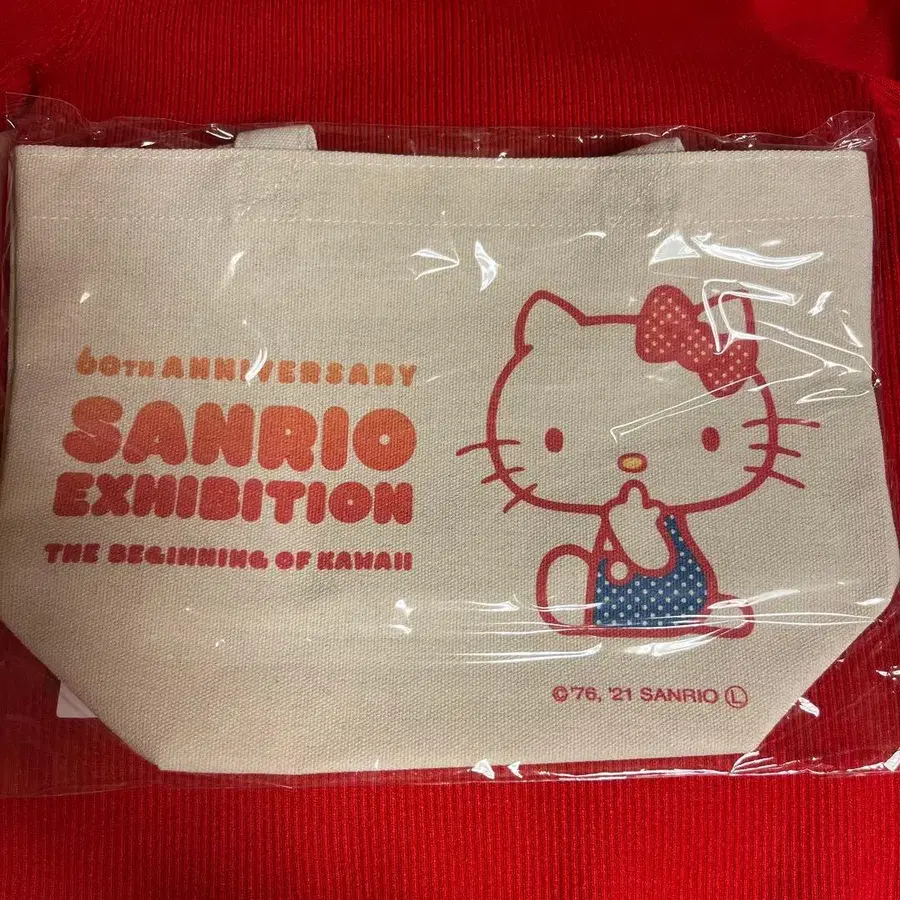 60TH ANNIVERSARY
SANRIO
EXHIBITION
THE BEGINNING OF KAWAII
©'76, '21 SANRIO Ⓛ